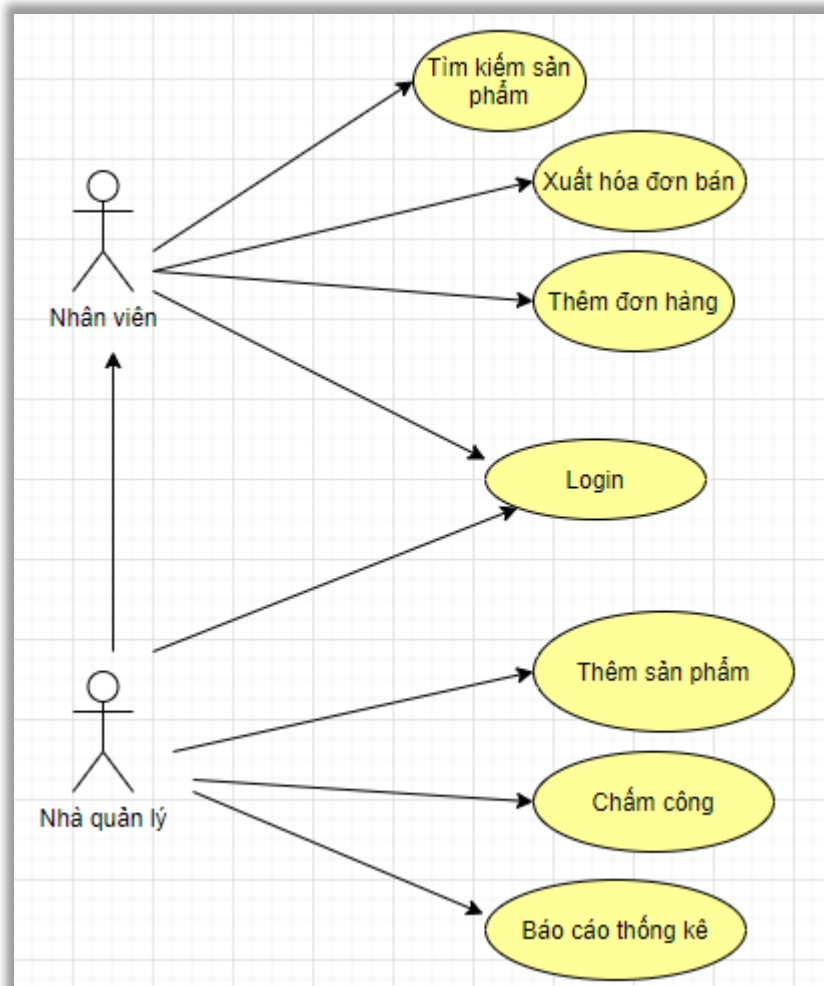 Tìm kiếm sản
phẩm
Xuất hóa đơn bán
Nhân viên
Thêm đơn hàng
Login
Thêm sản phẩm
Nhà quản lý
Chấm công
Báo cáo thống kê